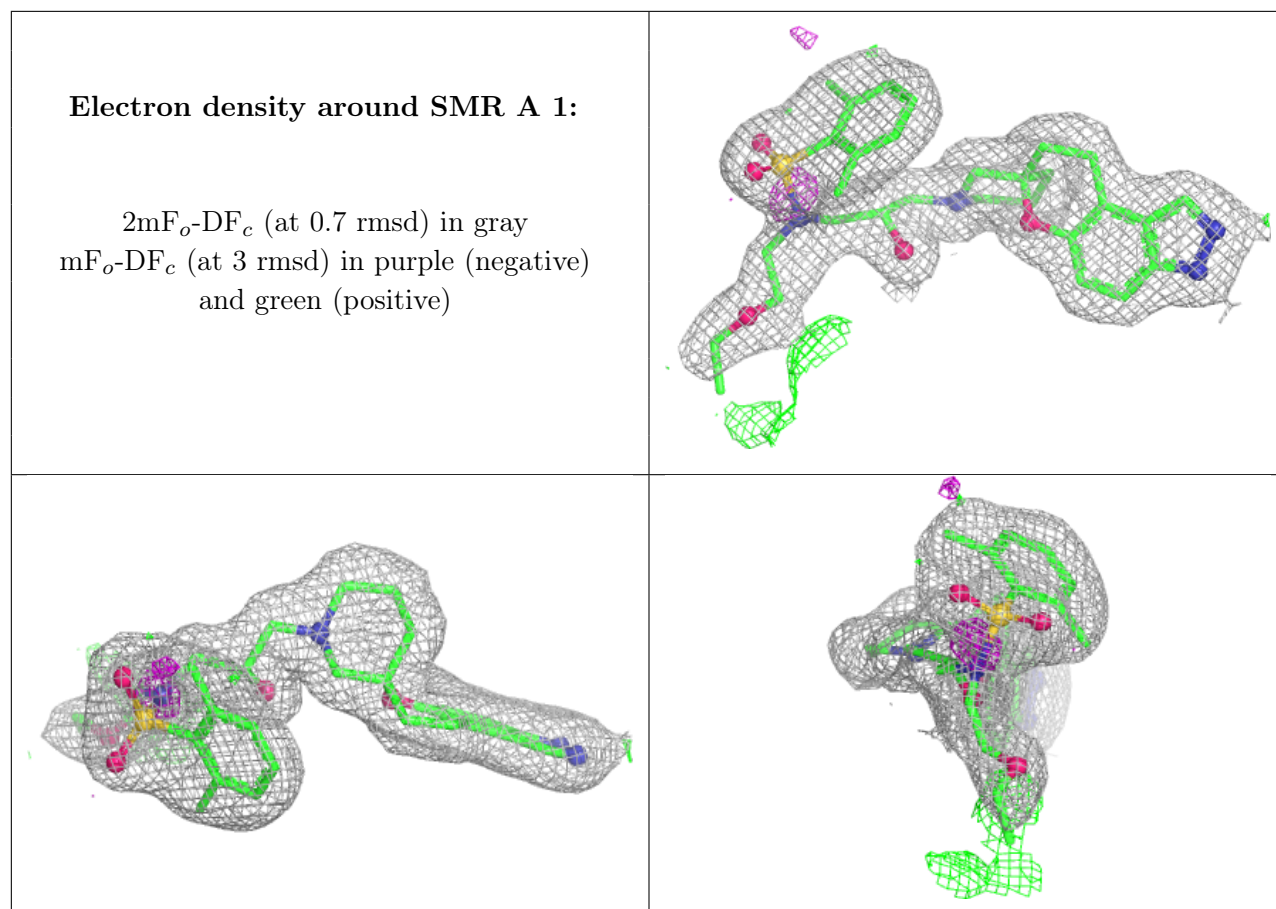 Electron density around SMR A 1:
2mFₒ-DF𝒸 (at 0.7 rmsd) in gray
mFₒ-DF𝒸 (at 3 rmsd) in purple (negative)
and green (positive)